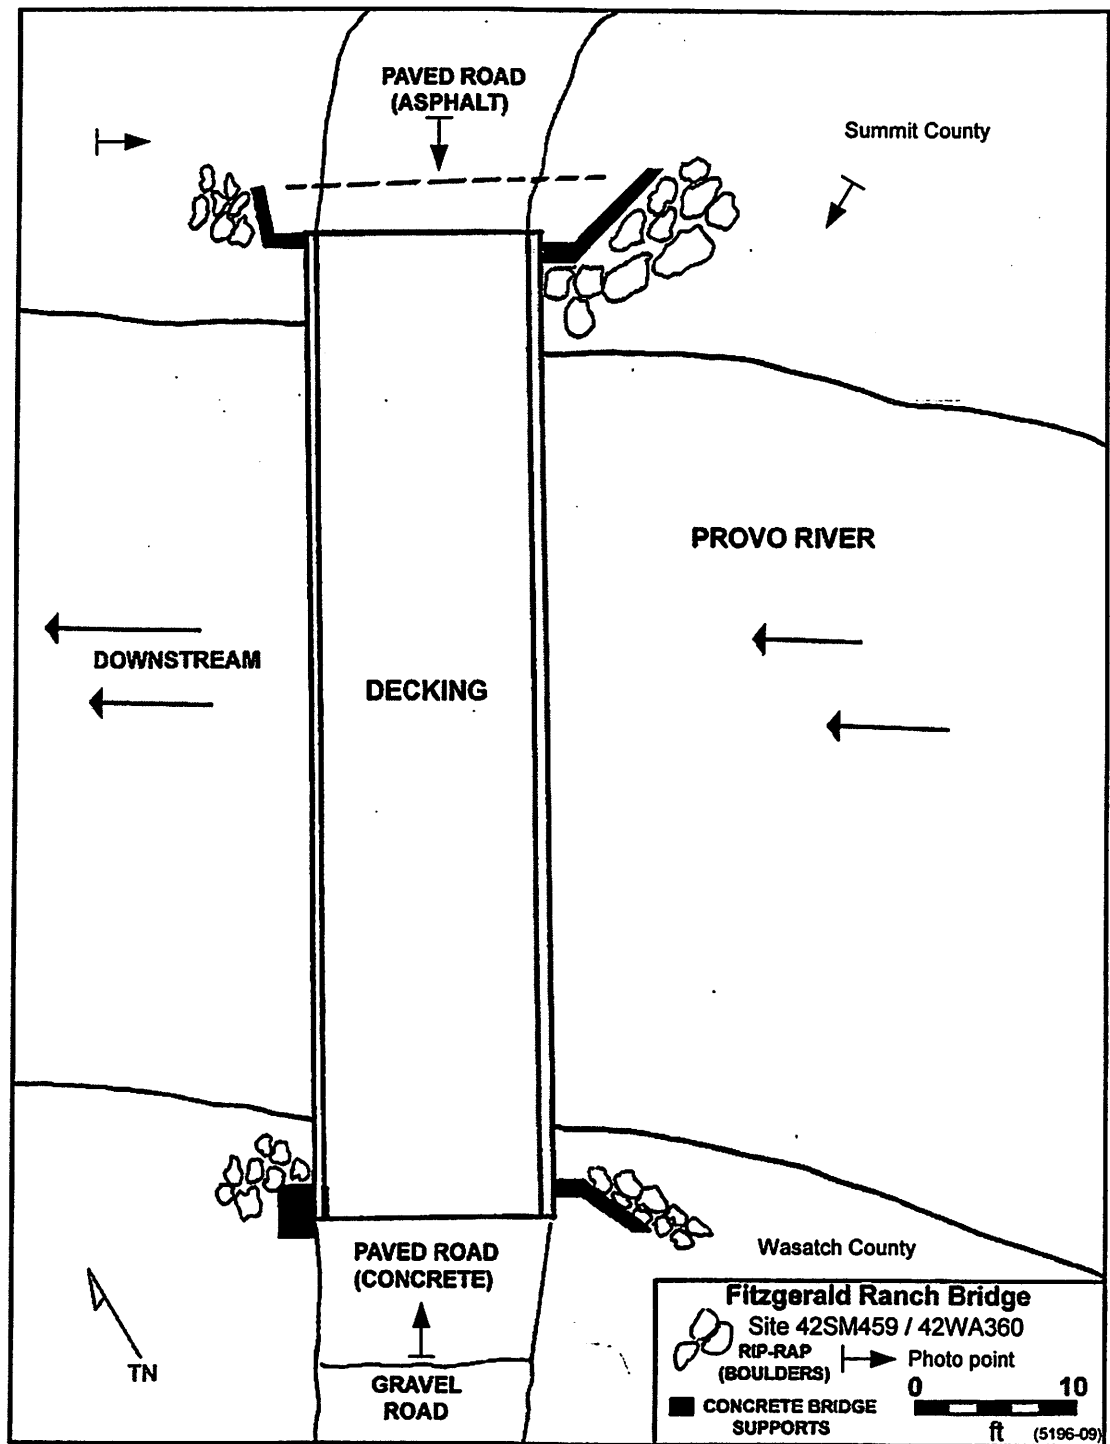 PAVED ROAD
(ASPHALT)
Summit County
PROVO RIVER
DOWNSTREAM
DECKING
Wasatch County
PAVED ROAD
(CONCRETE)
TN
GRAVEL
ROAD
Fitzgerald Ranch Bridge
Site 42SM459 / 42WA360
RIP-RAP
(BOULDERS)
Photo point
0 10
CONCRETE BRIDGE
SUPPORTS
ft (5196-09)